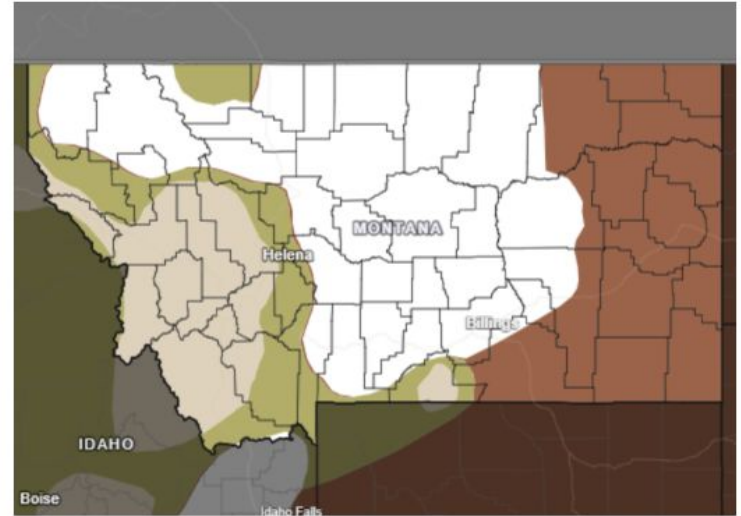 MONTANA
Helena
Billings
IDAHO
Boise
Idaho Falls